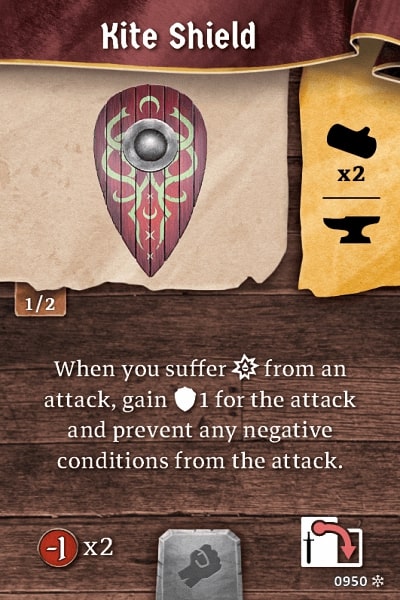 Kite Shield
x2
1/2
When you suffer from an
attack, gain 1 for the attack
and prevent any negative
conditions from the attack.
-1 x2
0950